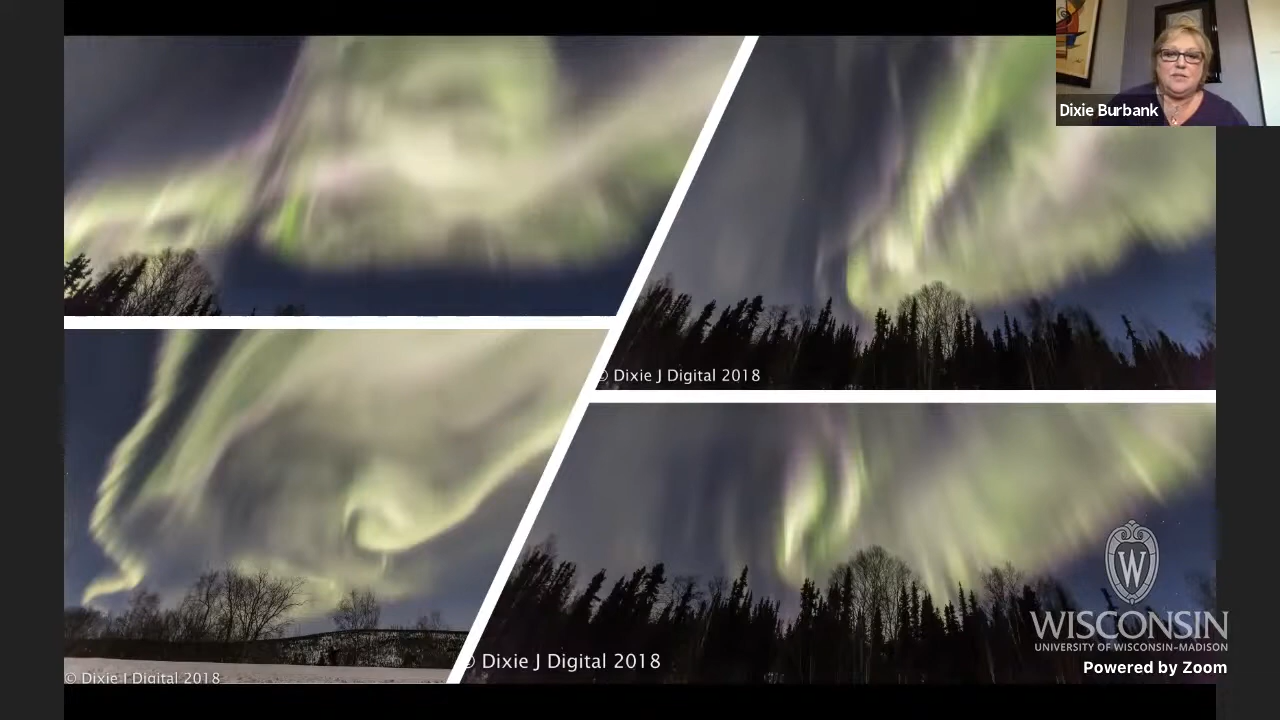 Dixie Burbank
© Dixie J Digital 2018
© Dixie J Digital 2018
© Dixie J Digital 2018
W
WISCONSIN
UNIVERSITY OF WISCONSIN–MADISON
Powered by Zoom